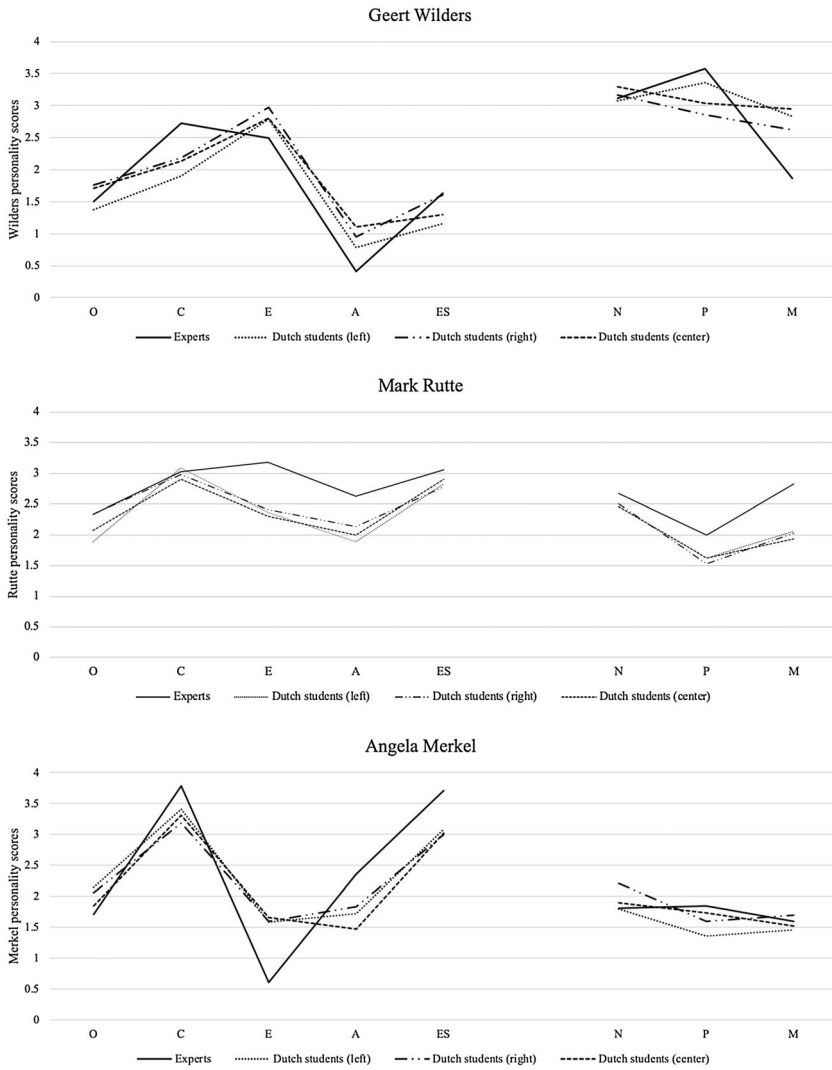 Geert Wilders
Wilders personality scores
4
3.5
3
2.5
2
1.5
1
0.5
0
O C E A ES N P M
Experts Dutch students (left) Dutch students (right) Dutch students (center)
Mark Rutte
Rutte personality scores
4
3.5
3
2.5
2
1.5
1
0.5
0
O C E A ES N P M
Experts Dutch students (left) Dutch students (right) Dutch students (center)
Angela Merkel
Merkel personality scores
4
3.5
3
2.5
2
1.5
1
0.5
0
O C E A ES N P M
Experts Dutch students (left) Dutch students (right) Dutch students (center)